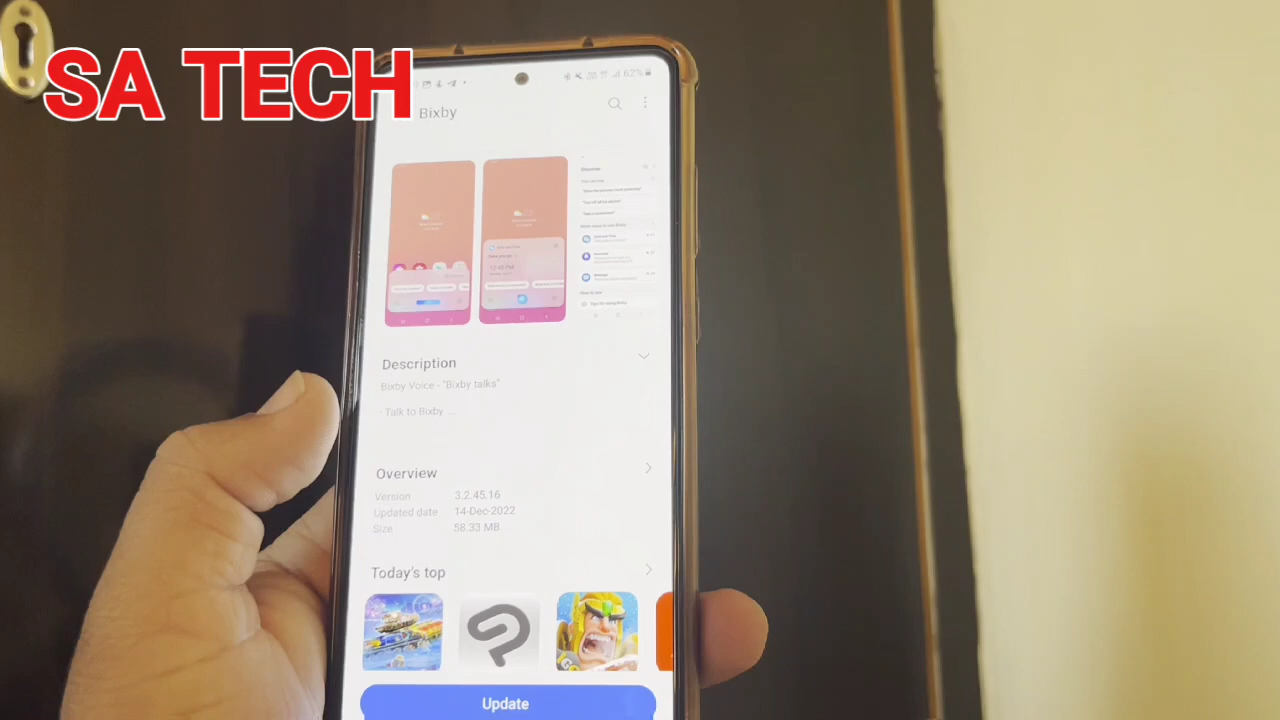 SA TECH
62%
Bixby
Description
Bixby Voice - "Bixby talks"
- Talk to Bixby ...
Overview
Version 3.2.45.16
Updated date 14-Dec-2022
Size 58.33 MB
Today's top
Update